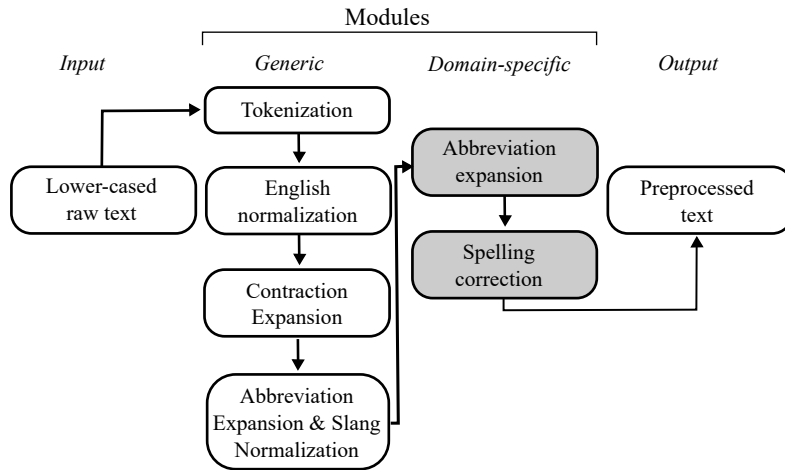 Modules
Input
Generic
Domain-specific
Output
Lower-cased
raw text
Tokenization
English
normalization
Contraction
Expansion
Abbreviation
Expansion & Slang
Normalization
Abbreviation
expansion
Spelling
correction
Preprocessed
text